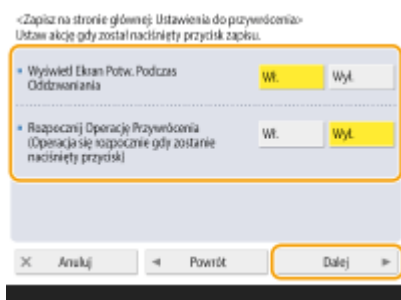 <Zapisz na stronie głównej: Ustawienia do przywrócenia>
Ustaw akcję gdy został naciśnięty przycisk zapisu.
Wyświetl Ekran Potw. Podczas
Oddzwaniania
Wł.
Wył.
Rozpocznij Operację Przywrócenia
(Operacja się rozpocznie gdy zostanie
naciśnięty przycisk)
Wł.
Wył.
Anuluj
Powrót
Dalej